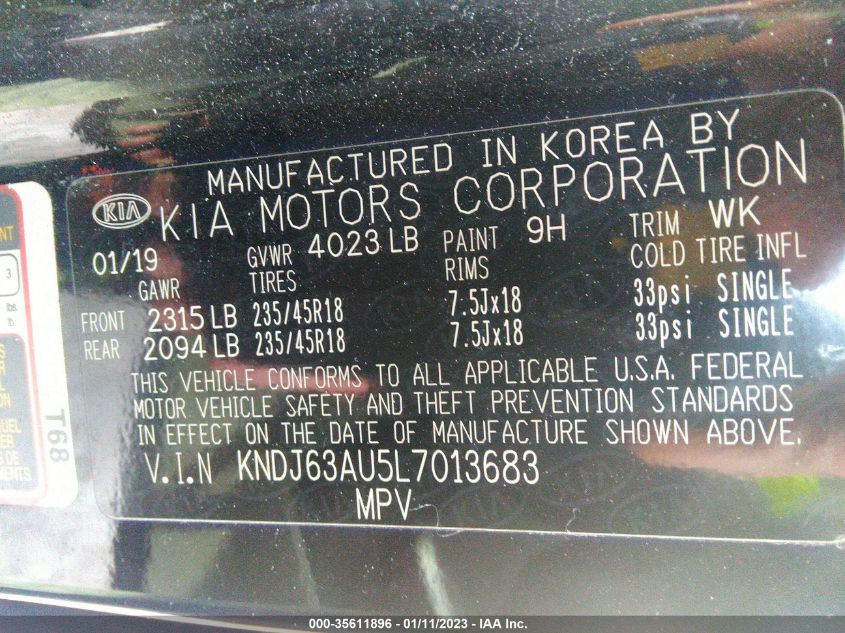 MANUFACTURED IN KOREA BY
KIA KIA MOTORS CORPORATION
01/19 GVWR 4023 LB PAINT 9H TRIM WK
GAWR TIRES RIMS COLD TIRE INFL
FRONT 2315 LB 235/45R18 7.5Jx18 33psi SINGLE
REAR 2094 LB 235/45R18 7.5Jx18 33psi SINGLE
THIS VEHICLE CONFORMS TO ALL APPLICABLE U.S.A. FEDERAL
MOTOR VEHICLE SAFETY AND THEFT PREVENTION STANDARDS
IN EFFECT ON THE DATE OF MANUFACTURE SHOWN ABOVE.
V.I.N KNDJ63AU5L7013683
MPV
T68
3
lbs.
lb.
000-35611896 - 01/11/2023 - IAA Inc.